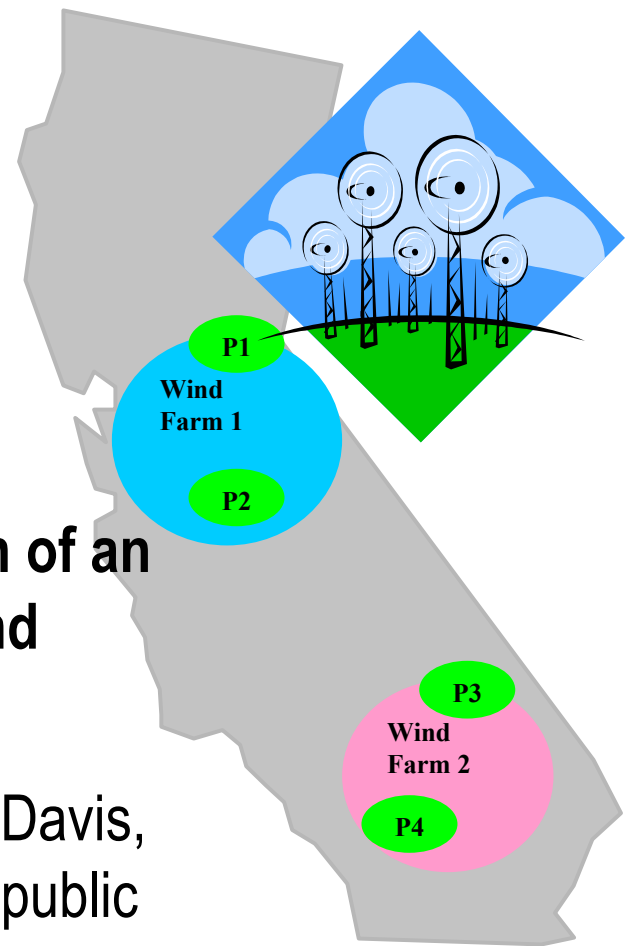 P1
Wind
Farm 1
P2
n of an
nd
P3
Wind
Farm 2
P4
Davis,
public